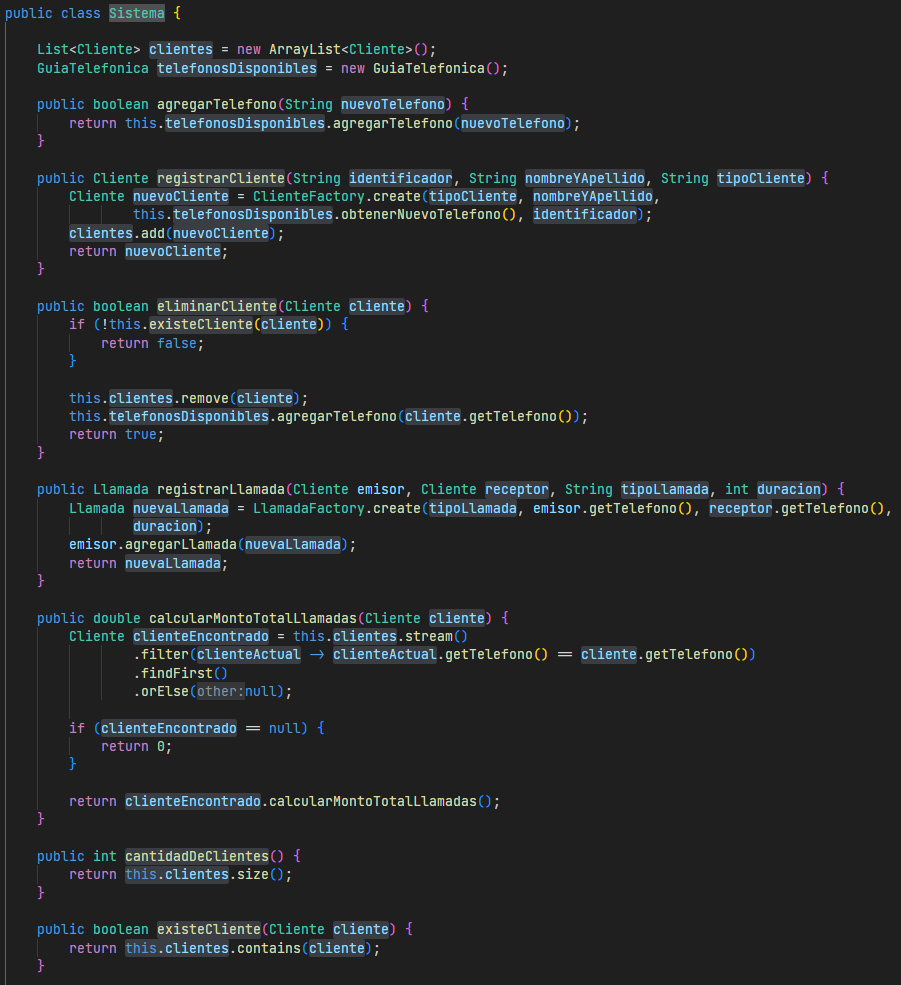 public class Sistema {
List<Cliente> clientes = new ArrayList<Cliente>();
GuiaTelefonica telefonosDisponibles = new GuiaTelefonica();
public boolean agregarTelefono(String nuevoTelefono) {
return this.telefonosDisponibles.agregarTelefono(nuevoTelefono);
}
public Cliente registrarCliente(String identificador, String nombreYApellido, String tipoCliente) {
Cliente nuevoCliente = ClienteFactory.create(tipoCliente, nombreYApellido,
this.telefonosDisponibles.obtenerNuevoTelefono(), identificador);
clientes.add(nuevoCliente);
return nuevoCliente;
}
public boolean eliminarCliente(Cliente cliente) {
if (!this.existeCliente(cliente)) {
return false;
}
this.clientes.remove(cliente);
this.telefonosDisponibles.agregarTelefono(cliente.getTelefono());
return true;
}
public Llamada registrarLlamada(Cliente emisor, Cliente receptor, String tipoLlamada, int duracion) {
Llamada nuevaLlamada = LlamadaFactory.create(tipoLlamada, emisor.getTelefono(), receptor.getTelefono(),
duracion);
emisor.agregarLlamada(nuevaLlamada);
return nuevaLlamada;
}
public double calcularMontoTotalLlamadas(Cliente cliente) {
Cliente clienteEncontrado = this.clientes.stream()
.filter(clienteActual -> clienteActual.getTelefono() == cliente.getTelefono())
.findFirst()
.orElse(other:null);
if (clienteEncontrado == null) {
return 0;
}
return clienteEncontrado.calcularMontoTotalLlamadas();
}
public int cantidadDeClientes() {
return this.clientes.size();
}
public boolean existeCliente(Cliente cliente) {
return this.clientes.contains(cliente);
}